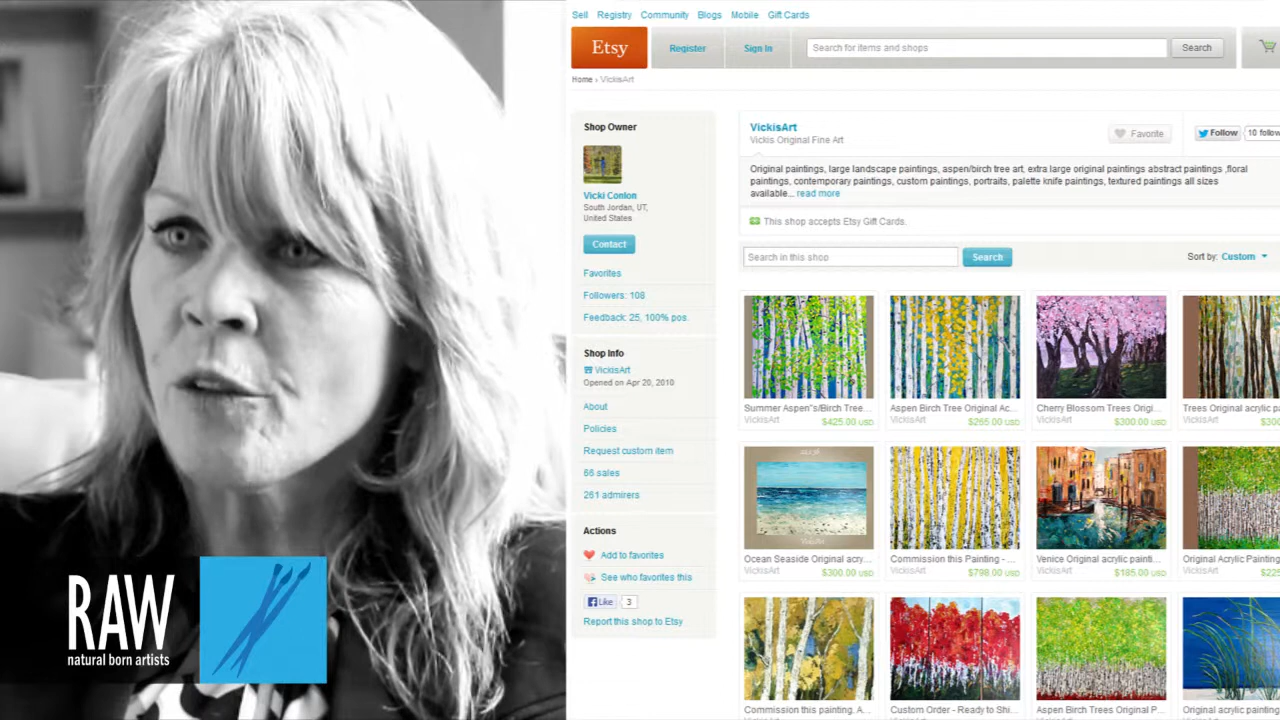 Sell Registry Community Blogs Mobile Gift Cards
Etsy Register Sign In Search for items and shops Search
Home › VickisArt
Shop Owner
Vicki Conlon
South Jordan, UT,
United States
Contact
Favorites
Followers: 108
Feedback: 25, 100% pos.
Shop Info
VickisArt
Opened on Apr 20, 2010
About
Policies
Request custom item
66 sales
261 admirers
Actions
Add to favorites
See who favorites this
Like 3
Report this shop to Etsy
VickisArt
Vickis Original Fine Art
Favorite
Follow 10 follow
Original paintings, large landscape paintings, aspen/birch tree art, extra large original paintings abstract paintings ,floral
paintings, contemporary paintings, custom paintings, portraits, palette knife paintings, textured paintings all sizes
available... read more
This shop accepts Etsy Gift Cards.
Search in this shop Search Sort by: Custom
Summer Aspen"s/Birch Tree...
VickisArt $425.00 USD
Aspen Birch Tree Original Ac...
VickisArt $265.00 USD
Cherry Blossom Trees Origi...
VickisArt $300.00 USD
Trees Original acrylic p
VickisArt $300
Ocean Seaside Original acry...
VickisArt $300.00 USD
Commission this Painting - ...
VickisArt $798.00 USD
Venice Original acrylic painti...
VickisArt $185.00 USD
Original Acrylic Painting
VickisArt $225
Commission this painting. A...
Custom Order - Ready to Shi...
Aspen Birch Trees Original P...
Original acrylic painting
RAW
natural born artists